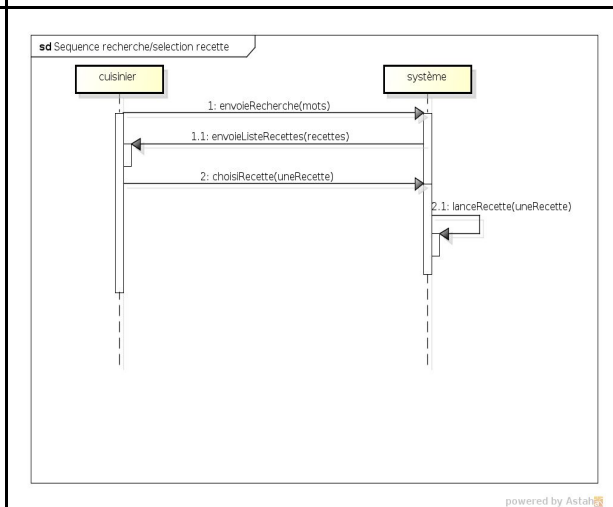 sd Sequence recherche/selection recette
cuisinier
système
1: envoieRecherche(mots)
1.1: envoieListeRecettes(recettes)
2: choisiRecette(uneRecette)
2.1: lanceRecette(uneRecette)
powered by Astah